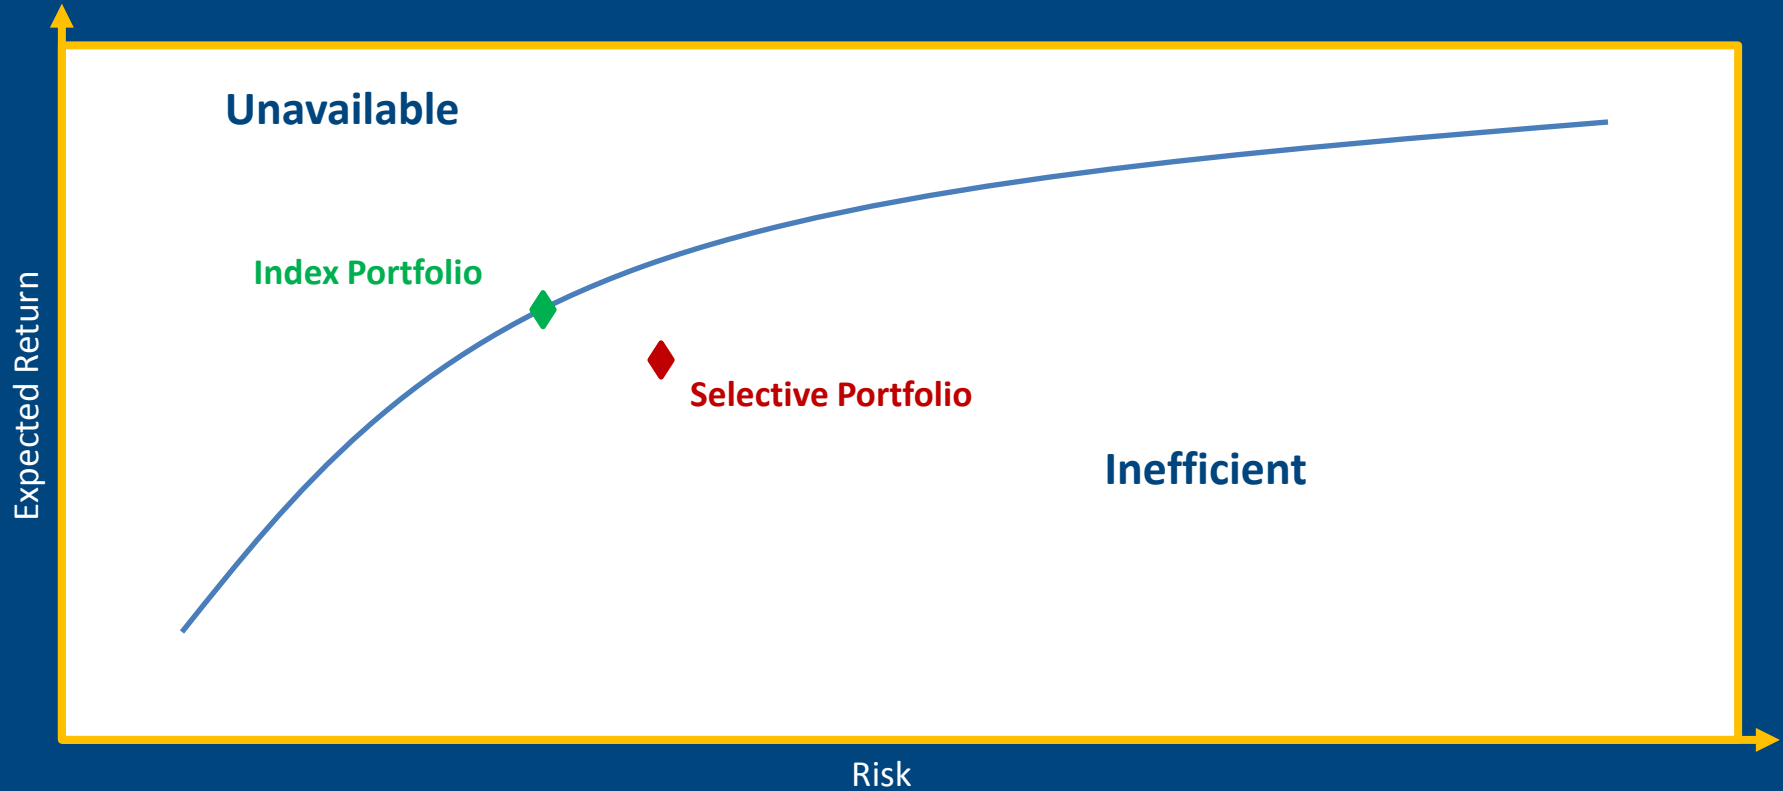 Unavailable
Index Portfolio
Selective Portfolio
Inefficient
Expected Return
Risk